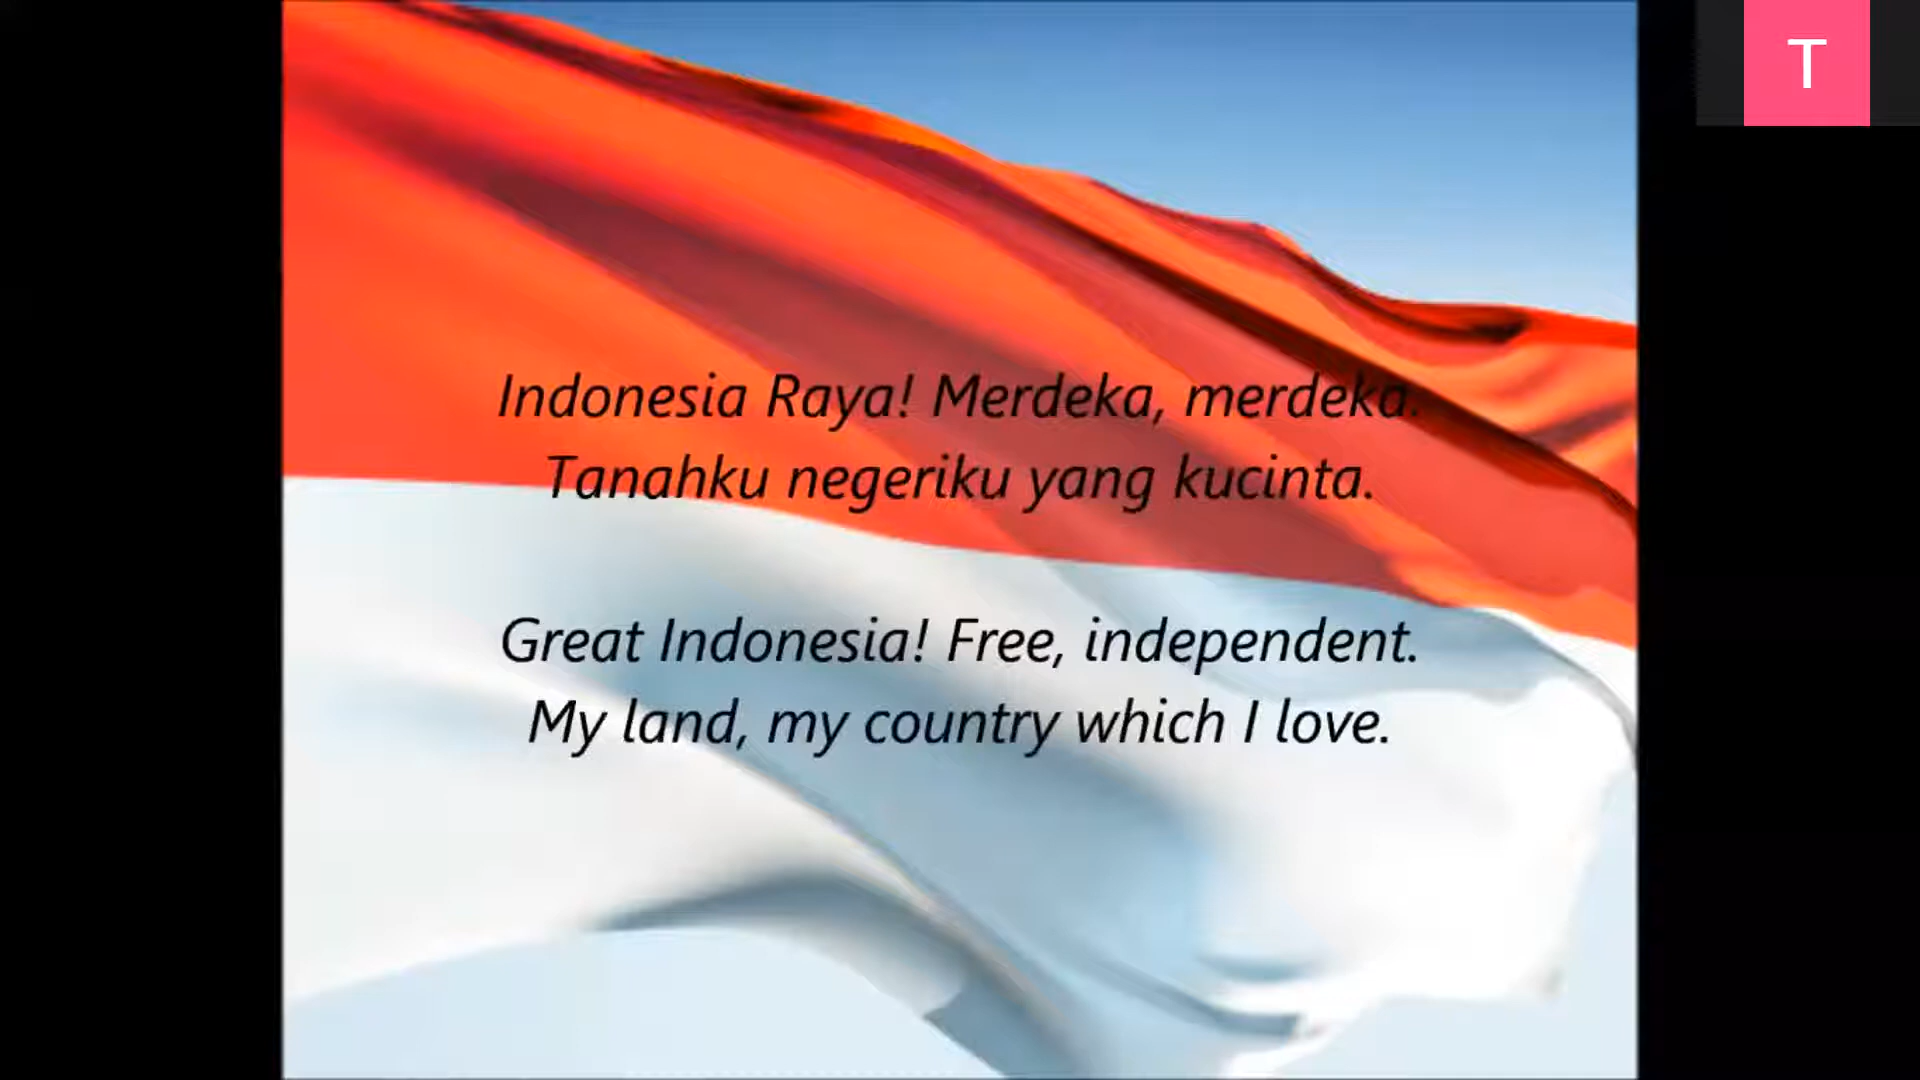 T
Indonesia Raya! Merdeka, merdeka.
Tanahku negeriku yang kucinta.
Great Indonesia! Free, independent.
My land, my country which I love.